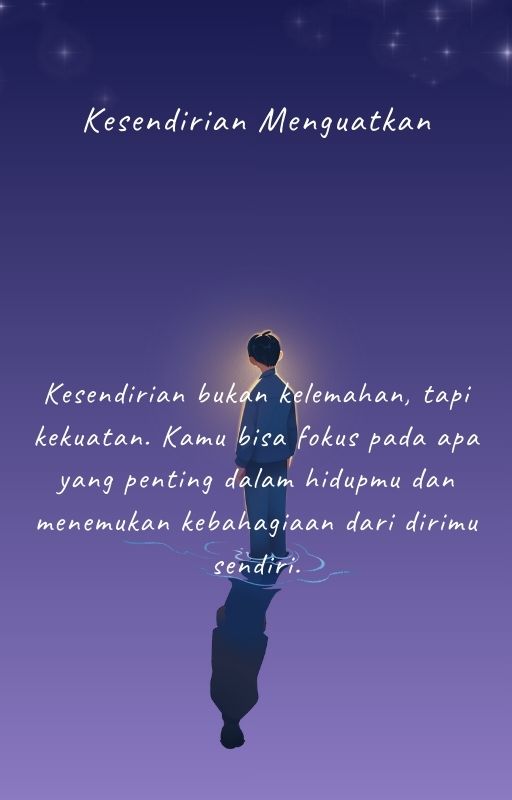 Kesendirian Menguatkan
Kesendirian bukan kelemahan, tapi
kekuatan. Kamu bisa fokus pada apa
yang penting dalam hidupmu dan
menemukan kebahagiaan dari dirimu
sendiri.